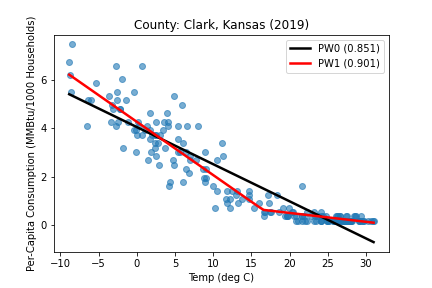 County: Clark, Kansas (2019)
Per-Capita Consumption (MMBtu/1000 Households)
6
4
2
0
PW0 (0.851)
PW1 (0.901)
−10 −5 0 5 10 15 20 25 30
Temp (deg C)